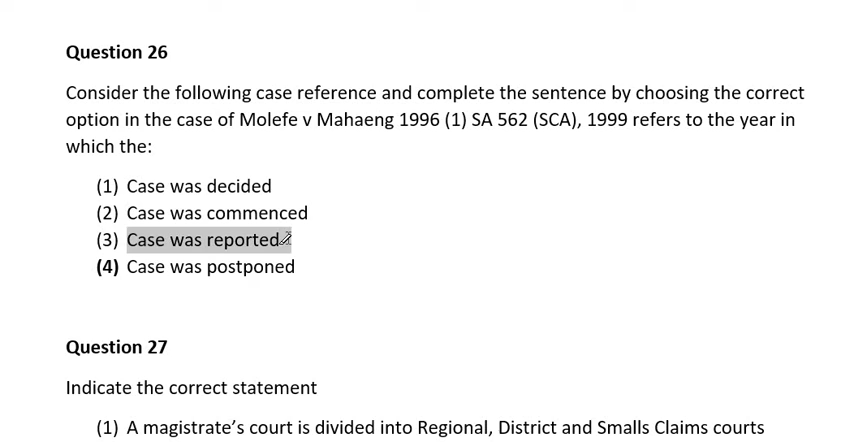 Question 26
Consider the following case reference and complete the sentence by choosing the correct
option in the case of Molefe v Mahaeng 1996 (1) SA 562 (SCA), 1999 refers to the year in
which the:
(1) Case was decided
(2) Case was commenced
(3) Case was reported
(4) Case was postponed
Question 27
Indicate the correct statement
(1) A magistrate's court is divided into Regional, District and Smalls Claims courts